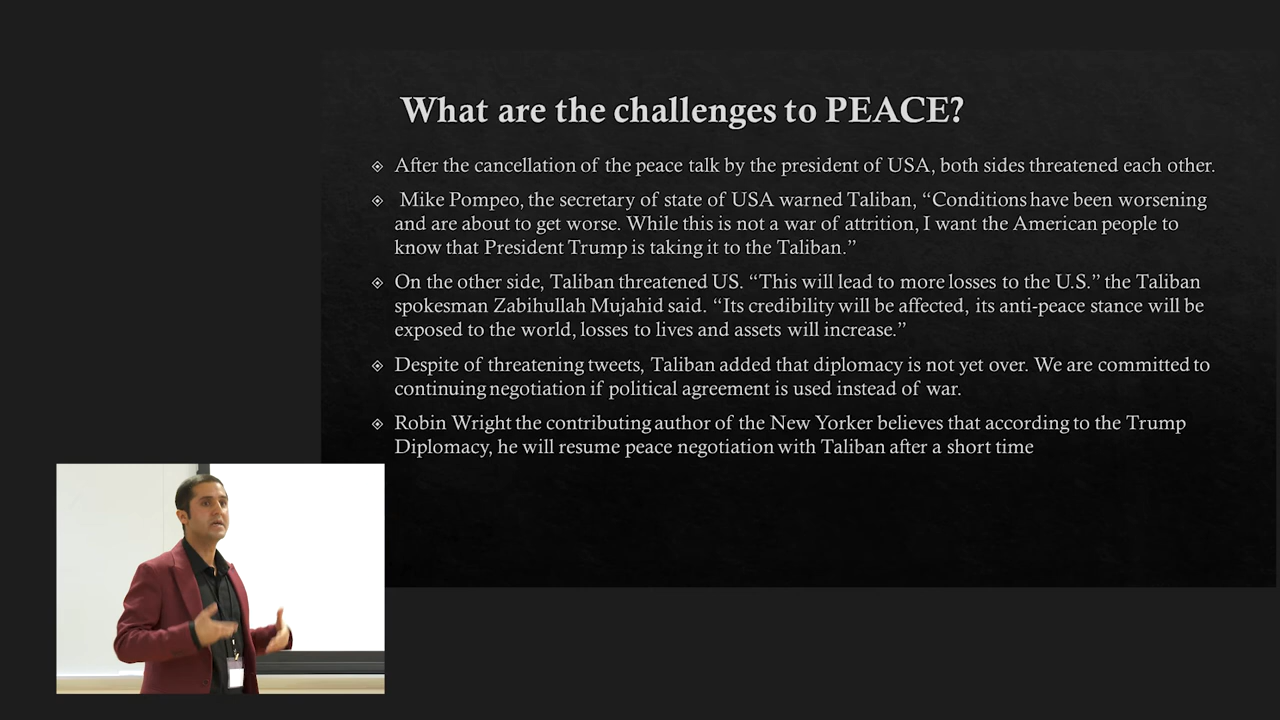 What are the challenges to PEACE?
After the cancellation of the peace talk by the president of USA, both sides threatened each other.
Mike Pompeo, the secretary of state of USA warned Taliban, “Conditions have been worsening
and are about to get worse. While this is not a war of attrition, I want the American people to
know that President Trump is taking it to the Taliban.”
On the other side, Taliban threatened US. “This will lead to more losses to the U.S.” the Taliban
spokesman Zabihullah Mujahid said. “Its credibility will be affected, its anti-peace stance will be
exposed to the world, losses to lives and assets will increase.”
Despite of threatening tweets, Taliban added that diplomacy is not yet over. We are committed to
continuing negotiation if political agreement is used instead of war.
Robin Wright the contributing author of the New Yorker believes that according to the Trump
Diplomacy, he will resume peace negotiation with Taliban after a short time